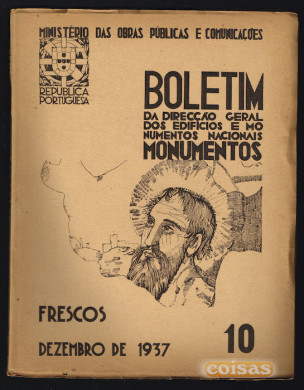 MINISTÉRIO DAS OBRAS PÚBLICAS E COMUNICAÇÕES
REPUBLICA
PORTUGUESA
BOLETIM
DA DIRECÇÃO GERAL
DOS EDIFÍCIOS E MO
NUMENTOS NACIONAIS
MONUMENTOS
FRESCOS
DEZEMBRO DE 1937
10
coisas